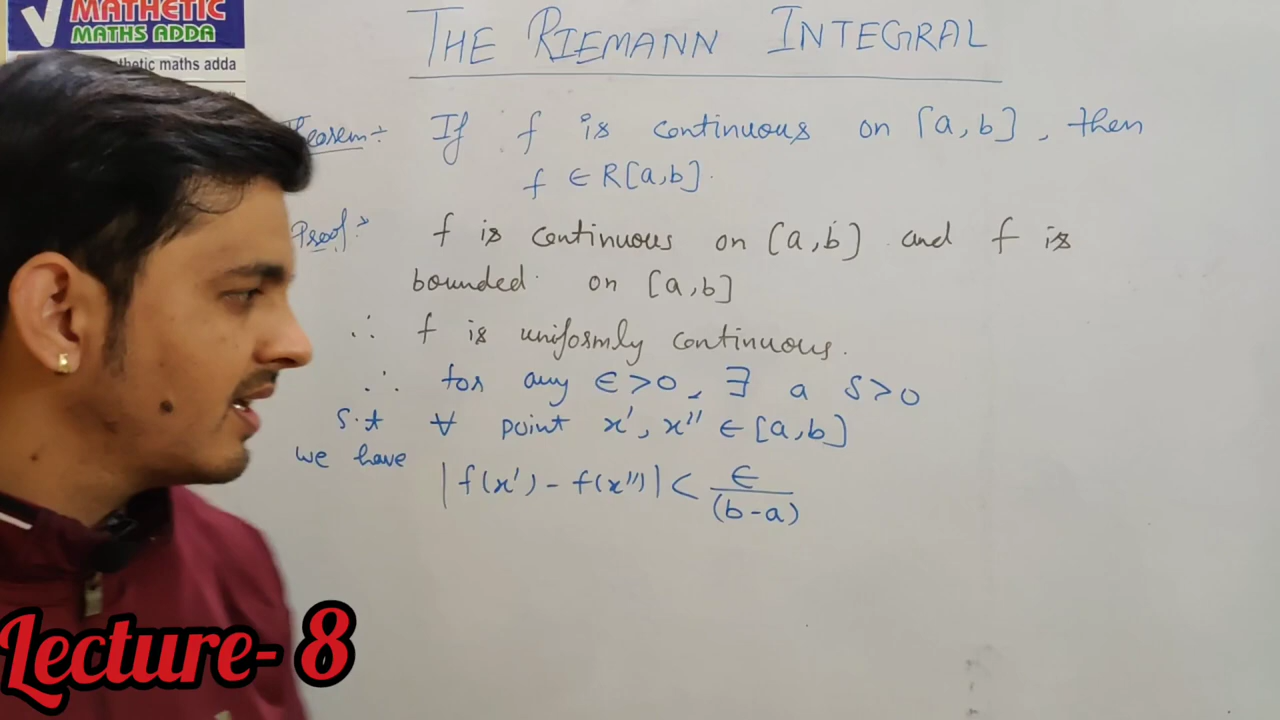 MATHETIC
MATHS ADDA
thetic maths adda
THE RIEMANN INTEGRAL
Theorem:- If f is continuous on [a,b], then
f ∈ R[a,b].
Proof:- f is continuous on [a,b] and f is
bounded on [a,b]
∴ f is uniformly continuous.
∴ for any ∈>0, ∃ a δ>0
s.t ∀ point x', x'' ∈ [a,b]
we have
|f(x') - f(x'')| < ∈/(b-a)
Lecture- 8